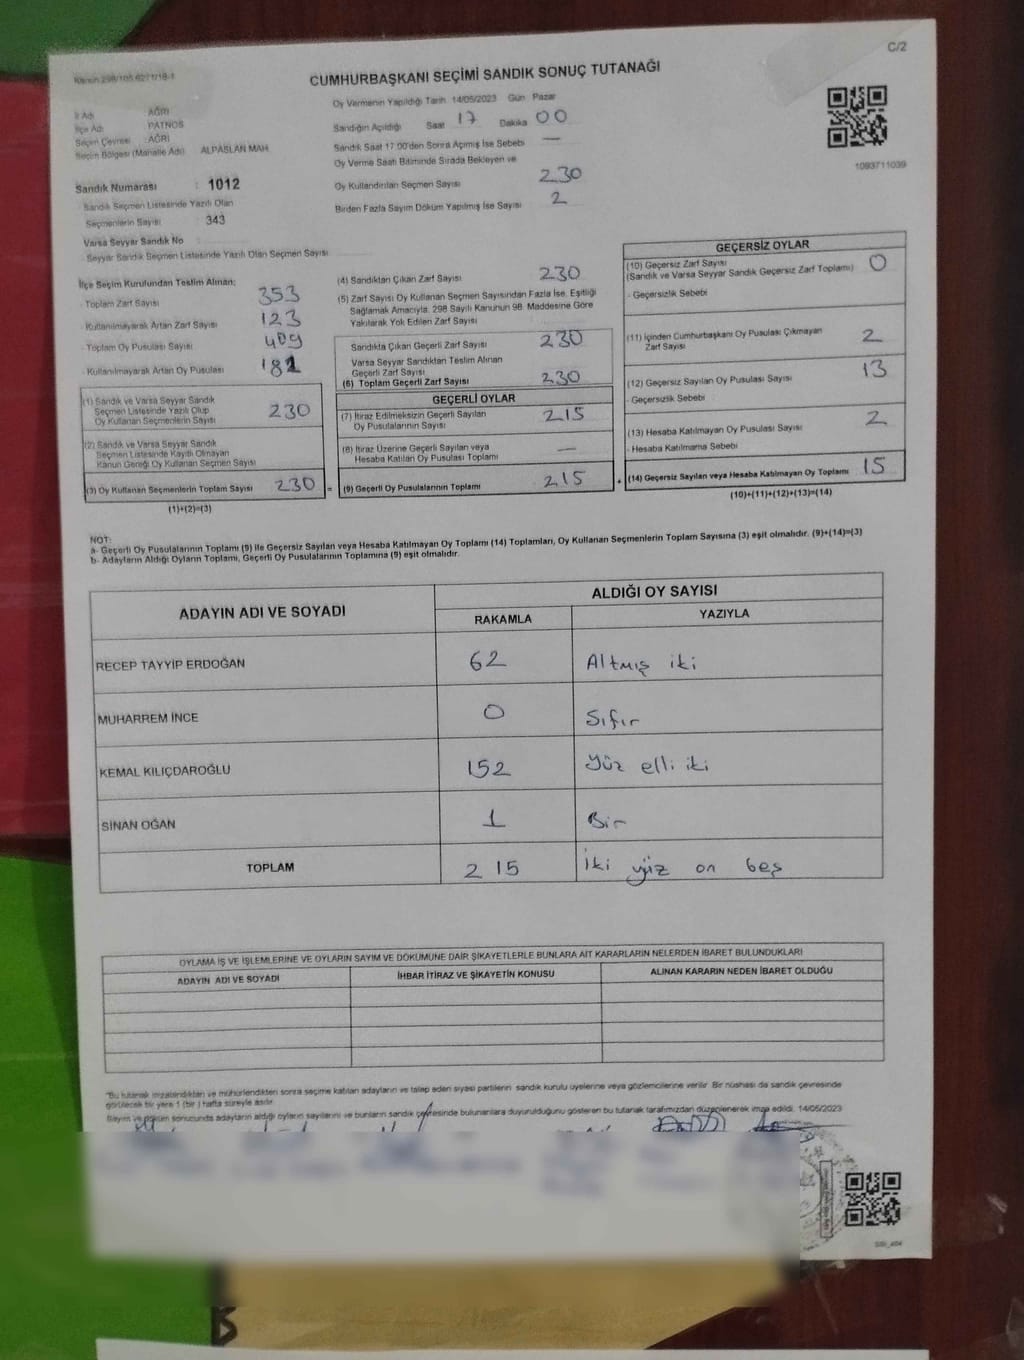 C/2
CUMHURBAŞKANI SEÇİMİ SANDIK SONUÇ TUTANAĞI
Oy Vermenin Yapıldığı Tarih 14/05/2023 Gün Pazar
İl Adı : AĞRI
İlçe Adı : PATNOS
Seçim Çevresi : AĞRI
Seçim Bölgesi (Mahalle Adı) ALPASLAN MAH
Sandık Numarası : 1012
Sandık Seçmen Listesinde Yazılı Olan
Seçmenlerin Sayısı 343
Varsa Seyyar Sandık No
Seyyar Sandık Seçmen Listesinde Yazılı Olan Seçmen Sayısı
Sandığın Açıldığı Saat 17 Dakika 00
Sandık Saat 17.00'den Sonra Açımış İse Sebebi —
Oy Verme Saati Bitiminde Sırada Bekleyen ve
Oy Kullandırılan Seçmen Sayısı 230
Birden Fazla Sayım Döküm Yapılmış İse Sayısı 2
1093711039
İlçe Seçim Kurulundan Teslim Alınan;
- Toplam Zarf Sayısı 353
- Kullanılmayarak Artan Zarf Sayısı 123
- Toplam Oy Pusulası Sayısı 409
- Kullanılmayarak Artan Oy Pusulası
(1) Sandık ve Varsa Seyyar Sandık
Seçmen Listesinde Yazılı Olup
Oy Kullanan Seçmenlerin Sayısı 230
(2) Sandık ve Varsa Seyyar Sandık
Seçmen Listesinde Kayıtlı Olmayan
Kanun Gereği Oy Kullanan Seçmen Sayısı
(3) Oy Kullanan Seçmenlerin Toplam Sayısı 230 =
(1)+(2)=(3)
(4) Sandıktan Çıkan Zarf Sayısı 230
(5) Zarf Sayısı Oy Kullanan Seçmen Sayısından Fazla İse, Eşitliği
Sağlamak Amacıyla, 298 Sayılı Kanunun 98. Maddesine Göre
Yakılarak Yok Edilen Zarf Sayısı
Sandıkta Çıkan Geçerli Zarf Sayısı 230
Varsa Seyyar Sandıktan Teslim Alınan
Geçerli Zarf Sayısı
(6) Toplam Geçerli Zarf Sayısı 230
GEÇERLİ OYLAR
(7) İtiraz Edilmeksizin Geçerli Sayılan
Oy Pusulalarının Sayısı 215
(8) İtiraz Üzerine Geçerli Sayılan veya
Hesaba Katılan Oy Pusulası Toplamı —
(9) Geçerli Oy Pusulalarının Toplamı 215 +
GEÇERSİZ OYLAR
(10) Geçersiz Zarf Sayısı
(Sandık ve Varsa Seyyar Sandık Geçersiz Zarf Toplamı) 0
- Geçersizlik Sebebi
(11) İçinden Cumhurbaşkanı Oy Pusulası Çıkmayan
Zarf Sayısı 2
(12) Geçersiz Sayılan Oy Pusulası Sayısı 13
- Geçersizlik Sebebi
(13) Hesaba Katılmayan Oy Pusulası Sayısı 2
- Hesaba Katılmama Sebebi
(14) Geçersiz Sayılan veya Hesaba Katılmayan Oy Toplamı 15
(10)+(11)+(12)+(13)=(14)
NOT:
a- Geçerli Oy Pusulalarının Toplamı (9) ile Geçersiz Sayılan veya Hesaba Katılmayan Oy Toplamı (14) Toplamları, Oy Kullanan Seçmenlerin Toplam Sayısına (3) eşit olmalıdır. (9)+(14)=(3)
b- Adayların Aldığı Oyların Toplamı, Geçerli Oy Pusulalarının Toplamına (9) eşit olmalıdır.
ADAYIN ADI VE SOYADI
ALDIĞI OY SAYISI
RAKAMLA YAZIYLA
RECEP TAYYİP ERDOĞAN 62 Altmış iki
MUHARREM İNCE 0 Sıfır
KEMAL KILIÇDAROĞLU 152 Yüz elli iki
SİNAN OĞAN 1 Bir
TOPLAM 215 İki yüz on beş
OYLAMA İŞ VE İŞLEMLERİNE VE OYLARIN SAYIM VE DÖKÜMÜNE DAİR ŞİKAYETLERLE BUNLARA AİT KARARLARIN NELERDEN İBARET BULUNDUKLARI
ADAYIN ADI VE SOYADI İHBAR İTİRAZ VE ŞİKAYETİN KONUSU ALINAN KARARIN NEDEN İBARET OLDUĞU
"Bu tutanak imzalandıktan ve mühürlendikten sonra seçime katılan adayların ve talep eden siyasi partilerin sandık kurulu üyelerine veya gözlemcilerine verilir. Bir nüshası da sandık çevresinde
görülecek bir yere 1 (bir) hafta süreyle asılır.
Sayım ve döküm sonucunda adayların aldığı oyların sayılarını ve bunların sandık çevresinde bulunanlara duyurulduğunu gösteren bu tutanak tarafımızdan düzenlenerek imza edildi. 14/05/2023